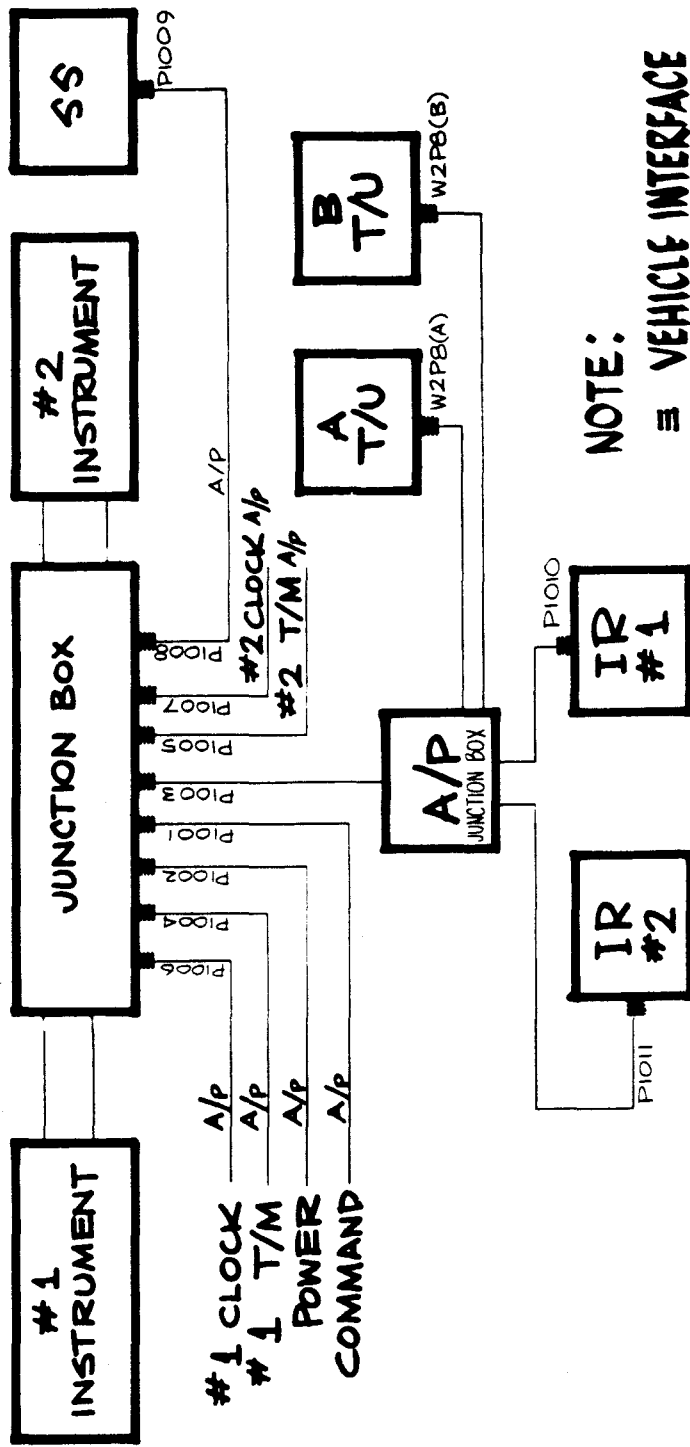 #1
INSTRUMENT
JUNCTION BOX
#2
INSTRUMENT
SS
P1006
P1004
P1002
P1001
P1003
P1005
P1007
P1008
P1009
#1 CLOCK A/P
#1 T/M A/P
POWER A/P
COMMAND A/P
#2 CLOCK A/P
#2 T/M A/P
A/P
A/P
JUNCTION BOX
A
T/U
W2P8(A)
B
T/U
W2P8(B)
P1011
IR
#2
P1010
IR
#1
NOTE:
≡ VEHICLE INTERFACE